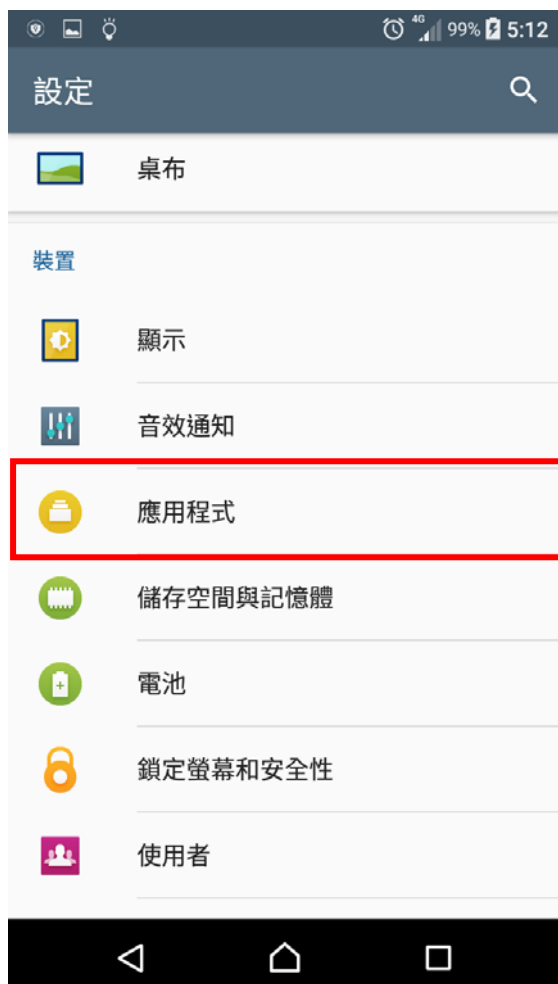 4G 99% 5:12
設定
桌布
裝置
顯示
音效通知
應用程式
儲存空間與記憶體
電池
鎖定螢幕和安全性
使用者